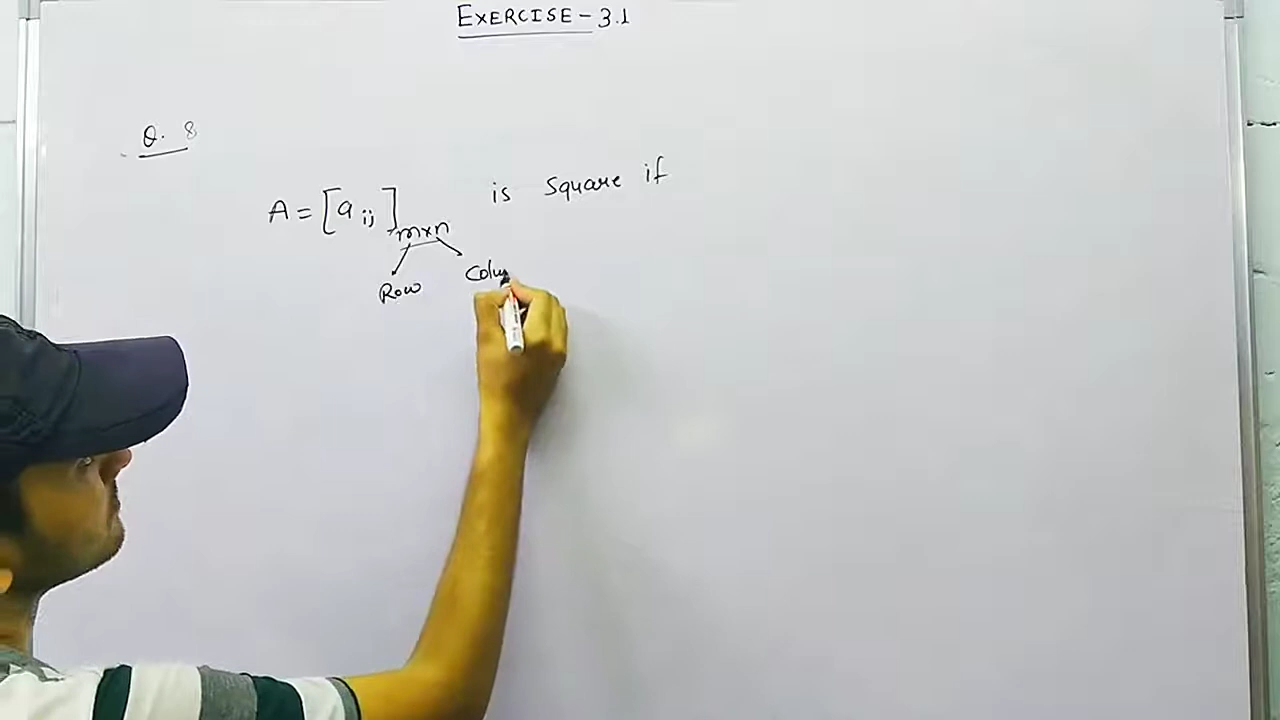 EXERCISE-3.1
Q. 8
A = [a ij] m×n is Square if
Row Colu